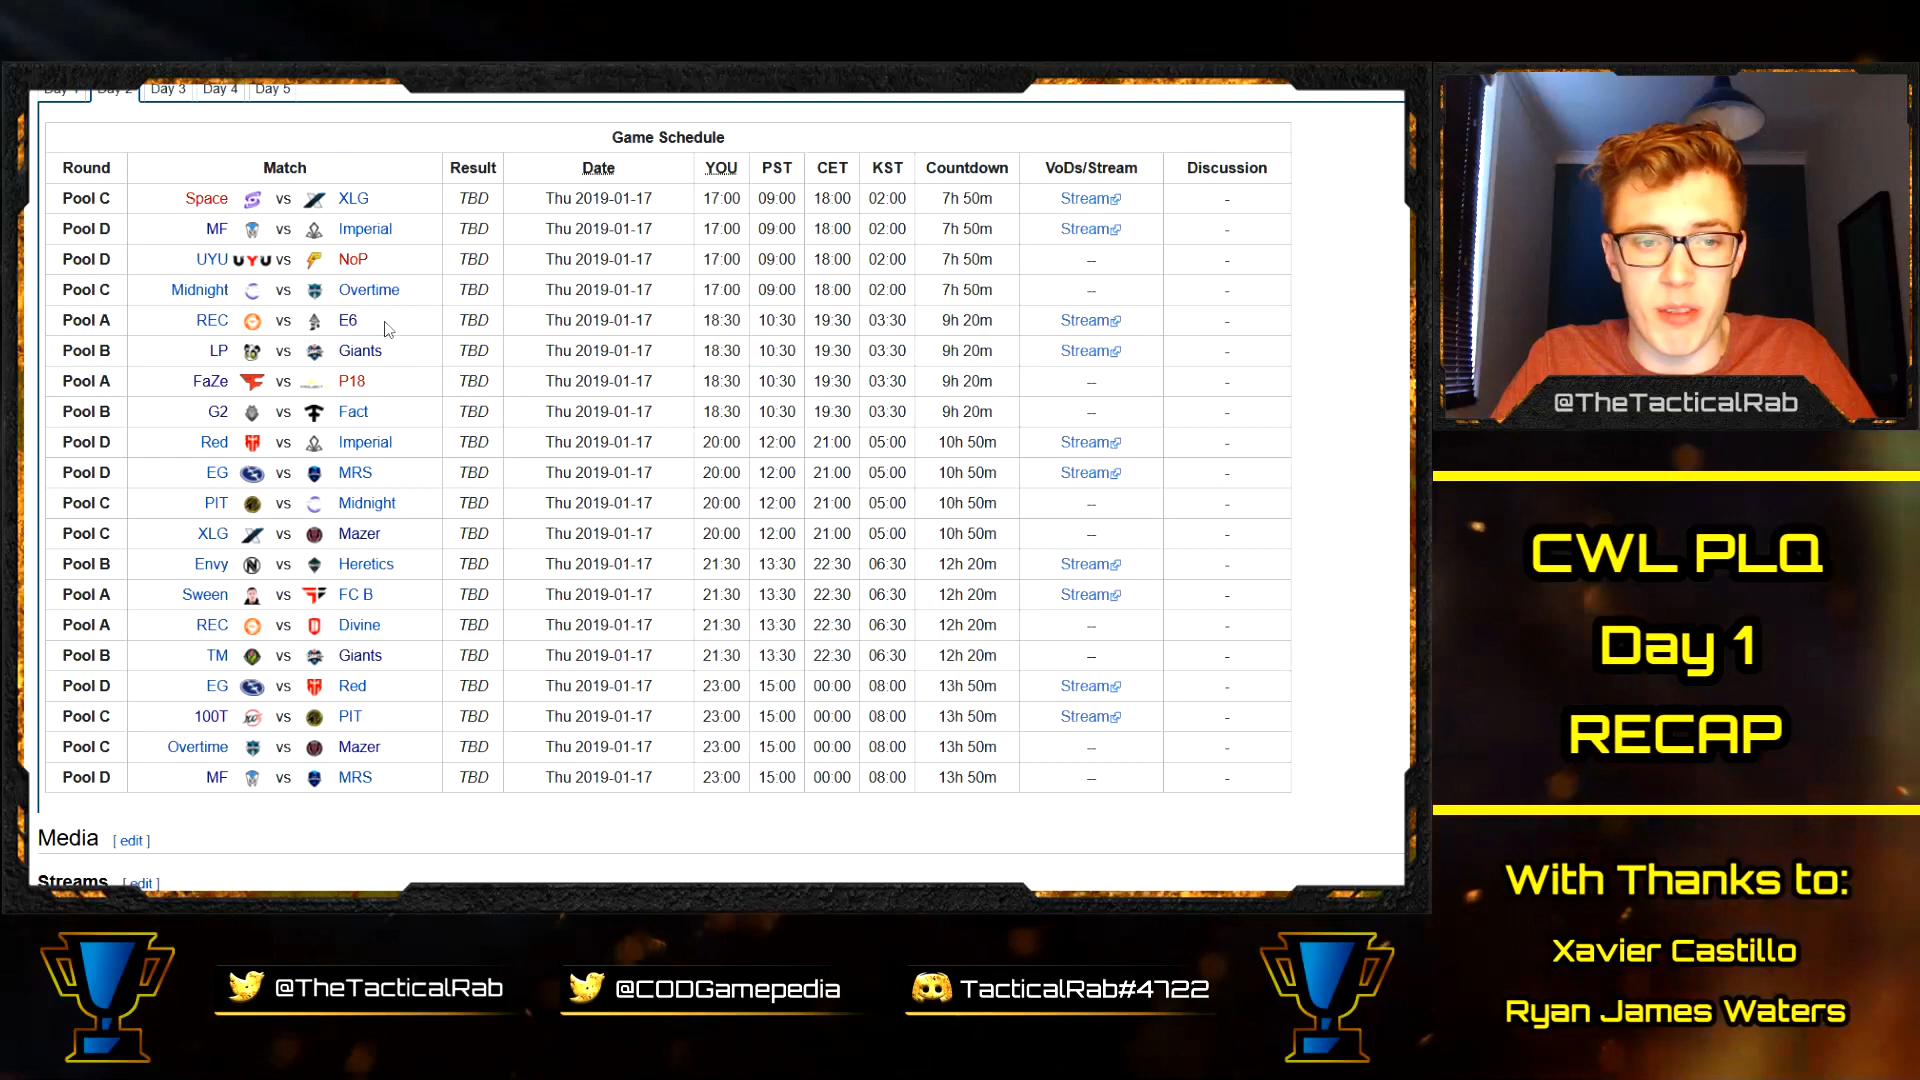 Day 1 Day 2 Day 3 Day 4 Day 5
Game Schedule
Round Match Result Date YOU PST CET KST Countdown VoDs/Stream Discussion
Pool C Space vs XLG TBD Thu 2019-01-17 17:00 09:00 18:00 02:00 7h 50m Stream -
Pool D MF vs Imperial TBD Thu 2019-01-17 17:00 09:00 18:00 02:00 7h 50m Stream -
Pool D UYU UYU vs NoP TBD Thu 2019-01-17 17:00 09:00 18:00 02:00 7h 50m -- -
Pool C Midnight vs Overtime TBD Thu 2019-01-17 17:00 09:00 18:00 02:00 7h 50m -- -
Pool A REC vs E6 TBD Thu 2019-01-17 18:30 10:30 19:30 03:30 9h 20m Stream -
Pool B LP vs Giants TBD Thu 2019-01-17 18:30 10:30 19:30 03:30 9h 20m Stream -
Pool A FaZe vs P18 TBD Thu 2019-01-17 18:30 10:30 19:30 03:30 9h 20m -- -
Pool B G2 vs Fact TBD Thu 2019-01-17 18:30 10:30 19:30 03:30 9h 20m -- -
Pool D Red vs Imperial TBD Thu 2019-01-17 20:00 12:00 21:00 05:00 10h 50m Stream -
Pool D EG vs MRS TBD Thu 2019-01-17 20:00 12:00 21:00 05:00 10h 50m Stream -
Pool C PIT vs Midnight TBD Thu 2019-01-17 20:00 12:00 21:00 05:00 10h 50m -- -
Pool C XLG vs Mazer TBD Thu 2019-01-17 20:00 12:00 21:00 05:00 10h 50m -- -
Pool B Envy vs Heretics TBD Thu 2019-01-17 21:30 13:30 22:30 06:30 12h 20m Stream -
Pool A Sween vs FC B TBD Thu 2019-01-17 21:30 13:30 22:30 06:30 12h 20m Stream -
Pool A REC vs Divine TBD Thu 2019-01-17 21:30 13:30 22:30 06:30 12h 20m -- -
Pool B TM vs Giants TBD Thu 2019-01-17 21:30 13:30 22:30 06:30 12h 20m -- -
Pool D EG vs Red TBD Thu 2019-01-17 23:00 15:00 00:00 08:00 13h 50m Stream -
Pool C 100T vs PIT TBD Thu 2019-01-17 23:00 15:00 00:00 08:00 13h 50m Stream -
Pool C Overtime vs Mazer TBD Thu 2019-01-17 23:00 15:00 00:00 08:00 13h 50m -- -
Pool D MF vs MRS TBD Thu 2019-01-17 23:00 15:00 00:00 08:00 13h 50m -- -
Media [ edit ]
Streams [ edit ]
@TheTacticalRab
CWL PLQ
Day 1
RECAP
With Thanks to:
Xavier Castillo
Ryan James Waters
@TheTacticalRab
@CODGamepedia
TacticalRab#4722